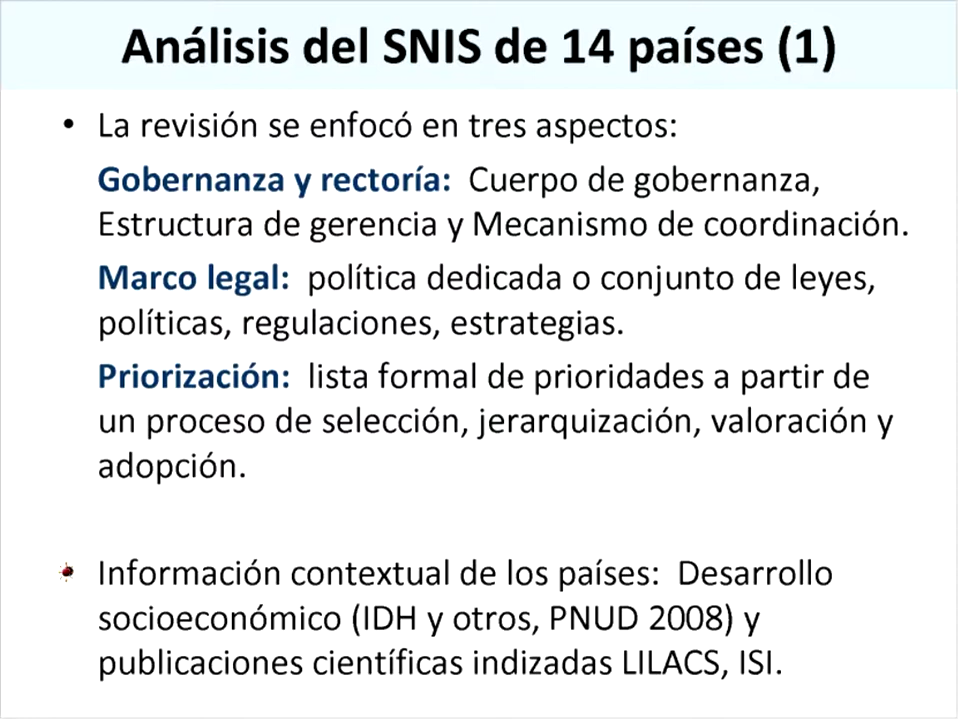 Análisis del SNIS de 14 países (1)
• La revisión se enfocó en tres aspectos:
Gobernanza y rectoría: Cuerpo de gobernanza,
Estructura de gerencia y Mecanismo de coordinación.
Marco legal: política dedicada o conjunto de leyes,
políticas, regulaciones, estrategias.
Priorización: lista formal de prioridades a partir de
un proceso de selección, jerarquización, valoración y
adopción.
Información contextual de los países: Desarrollo
socioeconómico (IDH y otros, PNUD 2008) y
publicaciones científicas indizadas LILACS, ISI.